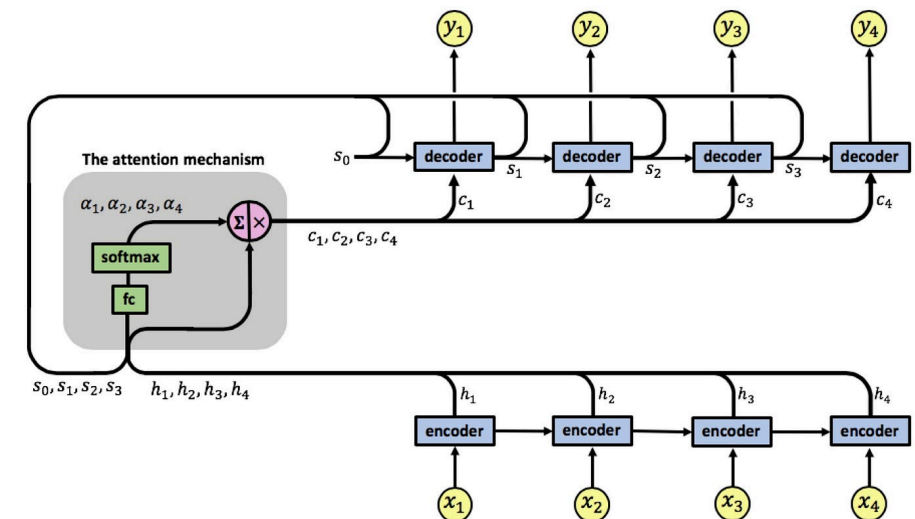 y₁ y₂ y₃ y₄
The attention mechanism
s₀ decoder s₁ decoder s₂ decoder s₃ decoder
α₁, α₂, α₃, α₄
c₁ c₂ c₃ c₄
Σ ×
c₁, c₂, c₃, c₄
softmax
fc
s₀, s₁, s₂, s₃ h₁, h₂, h₃, h₄
h₁ h₂ h₃ h₄
encoder encoder encoder encoder
x₁ x₂ x₃ x₄